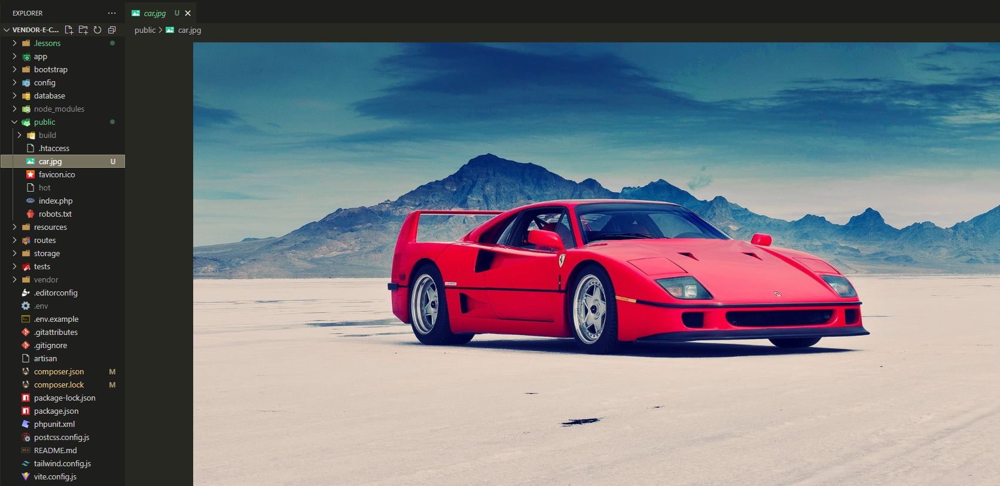 EXPLORER
VENDOR-E-C...
.lessons
app
bootstrap
config
database
node_modules
public
build
.htaccess
car.jpg U
favicon.ico
hot
index.php
robots.txt
resources
routes
storage
tests
vendor
.editorconfig
.env
.env.example
.gitattributes
.gitignore
artisan
composer.json M
composer.lock M
package-lock.json
package.json
phpunit.xml
postcss.config.js
README.md
tailwind.config.js
vite.config.js
car.jpg U
public > car.jpg